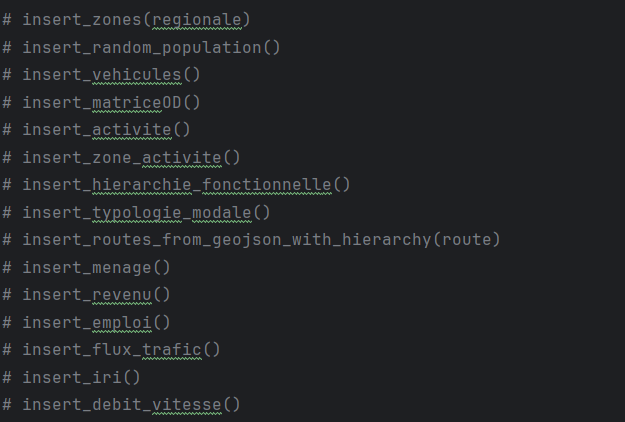 # insert_zones(regionale)
# insert_random_population()
# insert_vehicules()
# insert_matriceOD()
# insert_activite()
# insert_zone_activite()
# insert_hierarchie_fonctionnelle()
# insert_typologie_modale()
# insert_routes_from_geojson_with_hierarchy(route)
# insert_menage()
# insert_revenu()
# insert_emploi()
# insert_flux_trafic()
# insert_iri()
# insert_debit_vitesse()